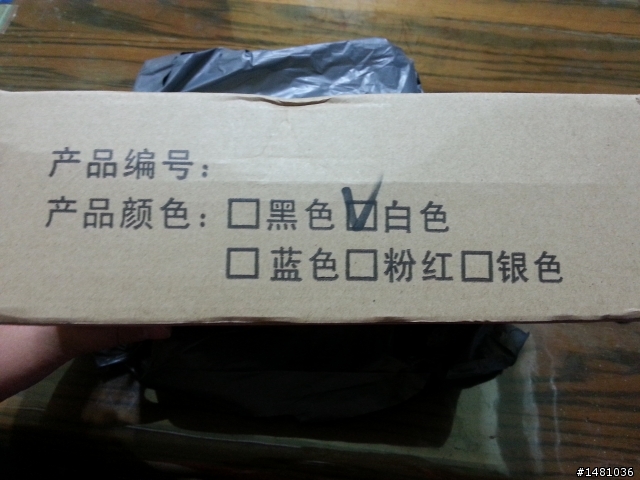 产品编号:
产品颜色: □黑色 ☑白色
□蓝色 □粉红 □银色
#1481036